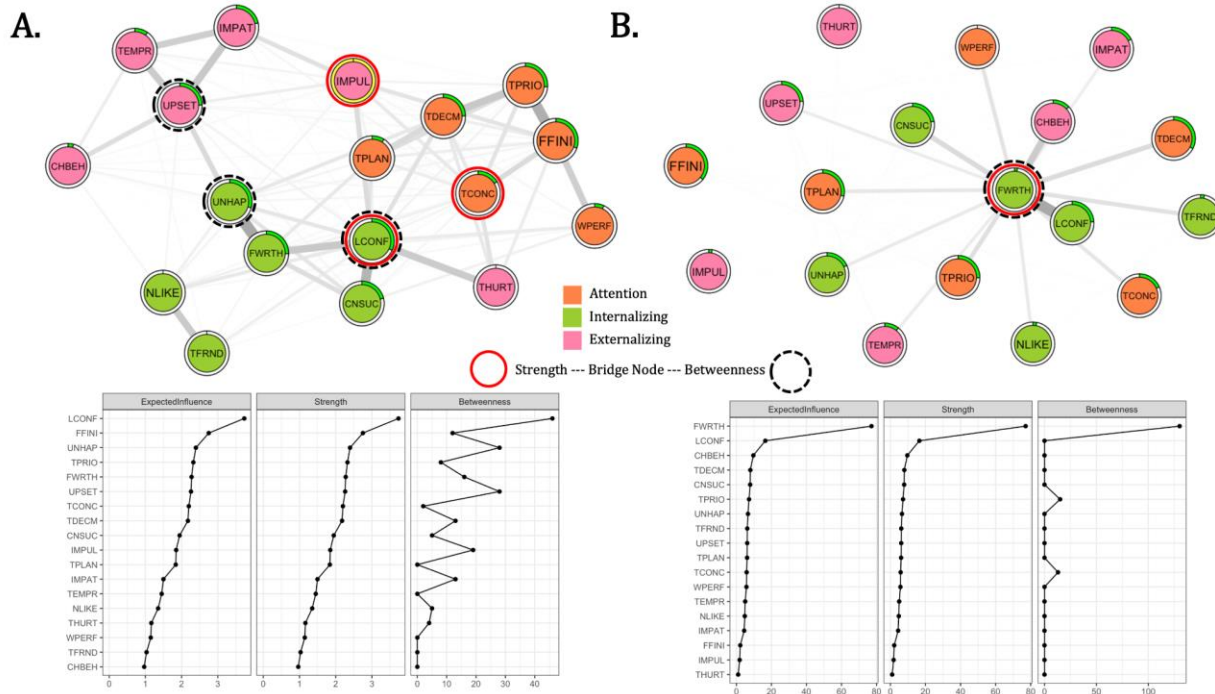 A.
IMPAT
TEMPR
UPSET
IMPUL
TPRIO
TDECM
FFINI
TPLAN
CHBEH
TCONC
UNHAP
WPERF
LCONF
FWRTH
NLIKE
CNSUC
THURT
TFRND
B.
THURT
WPERF
IMPAT
UPSET
CNSUC
CHBEH
TDECM
FFINI
TPLAN
FWRTH
LCONF
TFRND
IMPUL
UNHAP
TPRIO
TCONC
TEMPR
NLIKE
Attention
Internalizing
Externalizing
Strength --- Bridge Node --- Betweenness
ExpectedInfluence Strength Betweenness
LCONF
FFINI
UNHAP
TPRIO
FWRTH
UPSET
TCONC
TDECM
CNSUC
IMPUL
TPLAN
IMPAT
TEMPR
NLIKE
THURT
WPERF
TFRND
CHBEH
0 1 2 3 0 1 2 3 0 10 20 30 40
ExpectedInfluence Strength Betweenness
FWRTH
LCONF
CHBEH
TDECM
CNSUC
TPRIO
UNHAP
TFRND
UPSET
TPLAN
TCONC
WPERF
TEMPR
NLIKE
IMPAT
FFINI
IMPUL
THURT
0 20 40 60 80 0 20 40 60 80 0 50 100